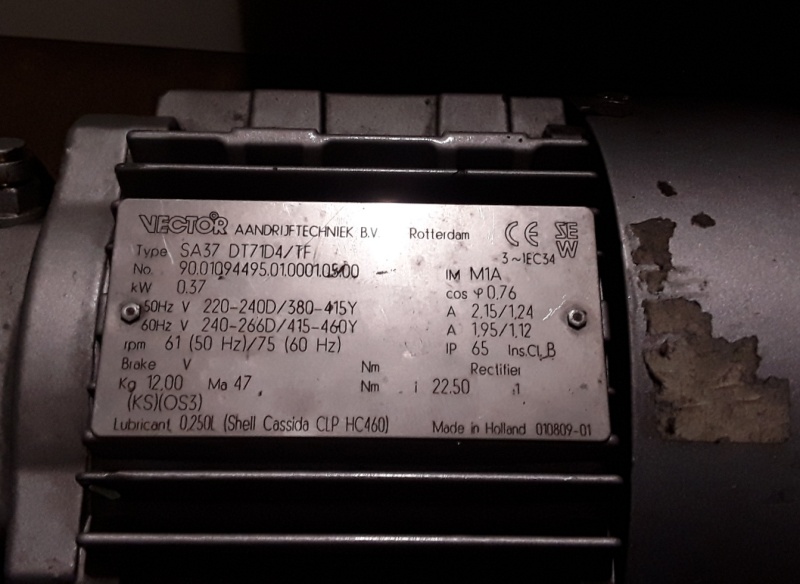 VECTOR® AANDRIJFTECHNIEK B.V. Rotterdam CE SEW
3~IEC34
Type SA37 DT71D4/TF
No. 90.01094495.01.0001.05.00 IM M1A
kW 0,37 cos φ 0,76
50Hz V 220-240D/380-415Y A 2,15/1,24
60Hz V 240-266D/415-460Y A 1,95/1,12
rpm 61 (50 Hz)/75 (60 Hz) IP 65 Ins.Cl. B
Brake V Nm Rectifier
Kg 12,00 Ma 47 Nm i 22.50 :1
(KS)(OS3)
Lubricant 0,250L (Shell Cassida CLP HC460) Made in Holland 010809-01